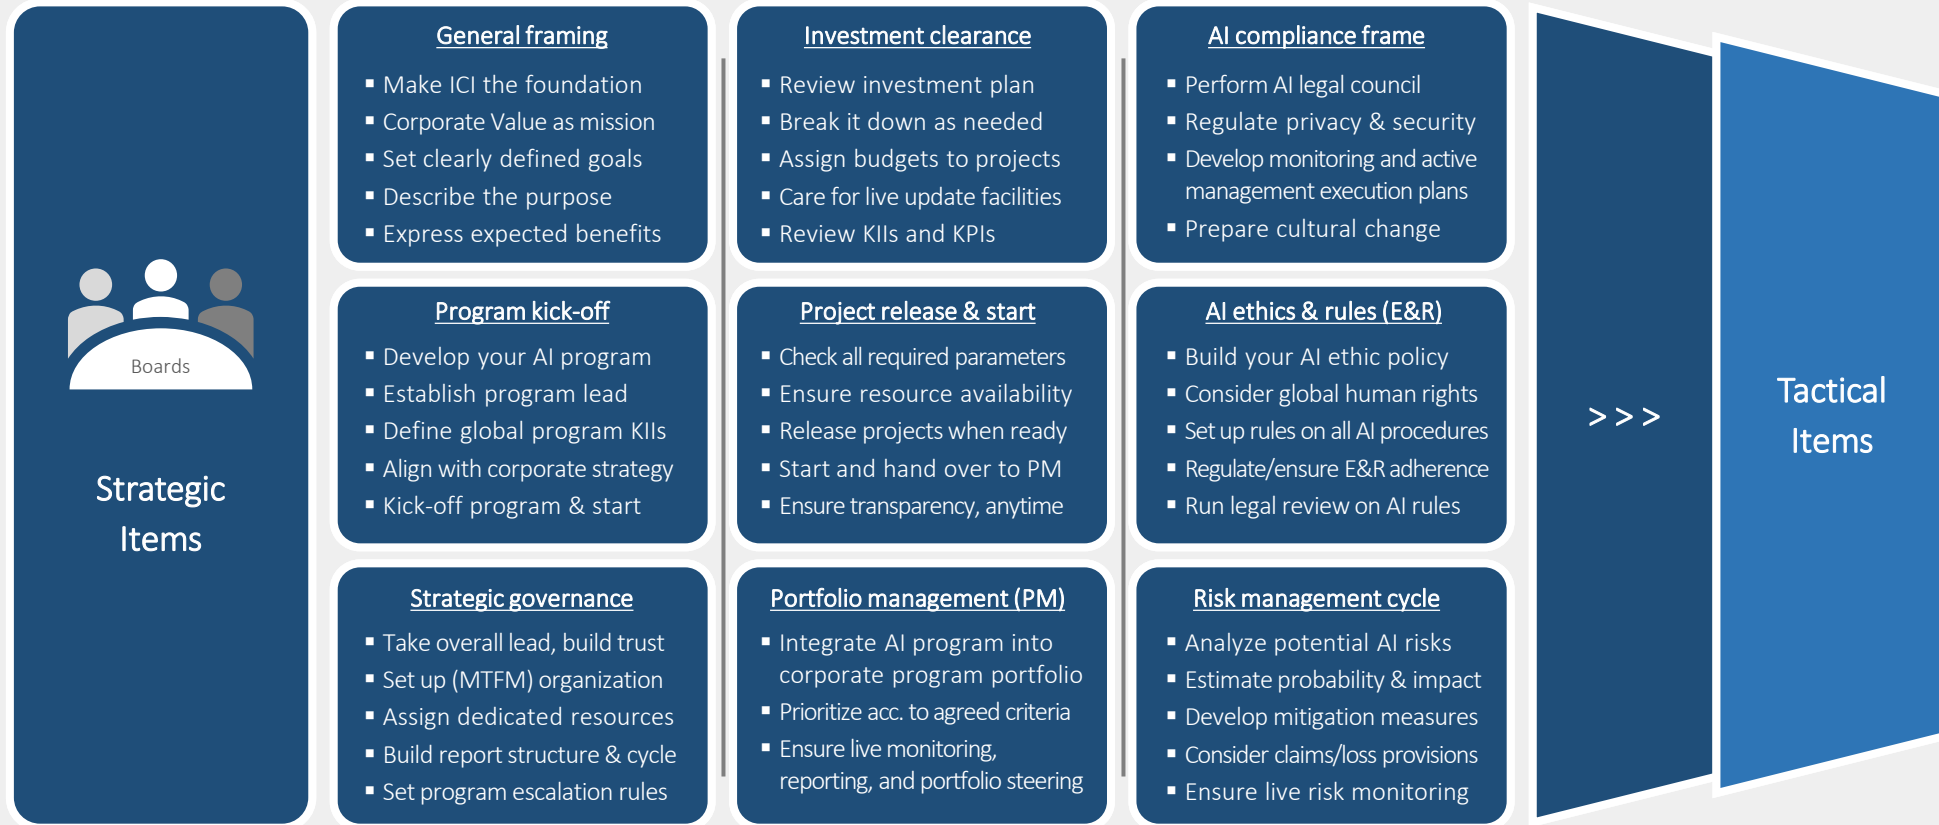 Boards
Strategic
Items
General framing
▪ Make ICI the foundation
▪ Corporate Value as mission
▪ Set clearly defined goals
▪ Describe the purpose
▪ Express expected benefits
Program kick-off
▪ Develop your AI program
▪ Establish program lead
▪ Define global program KIIs
▪ Align with corporate strategy
▪ Kick-off program & start
Strategic governance
▪ Take overall lead, build trust
▪ Set up (MTFM) organization
▪ Assign dedicated resources
▪ Build report structure & cycle
▪ Set program escalation rules
Investment clearance
▪ Review investment plan
▪ Break it down as needed
▪ Assign budgets to projects
▪ Care for live update facilities
▪ Review KIIs and KPIs
Project release & start
▪ Check all required parameters
▪ Ensure resource availability
▪ Release projects when ready
▪ Start and hand over to PM
▪ Ensure transparency, anytime
Portfolio management (PM)
▪ Integrate AI program into
corporate program portfolio
▪ Prioritize acc. to agreed criteria
▪ Ensure live monitoring,
reporting, and portfolio steering
AI compliance frame
▪ Perform AI legal council
▪ Regulate privacy & security
▪ Develop monitoring and active
management execution plans
▪ Prepare cultural change
AI ethics & rules (E&R)
▪ Build your AI ethic policy
▪ Consider global human rights
▪ Set up rules on all AI procedures
▪ Regulate/ensure E&R adherence
▪ Run legal review on AI rules
Risk management cycle
▪ Analyze potential AI risks
▪ Estimate probability & impact
▪ Develop mitigation measures
▪ Consider claims/loss provisions
▪ Ensure live risk monitoring
> > >
Tactical
Items